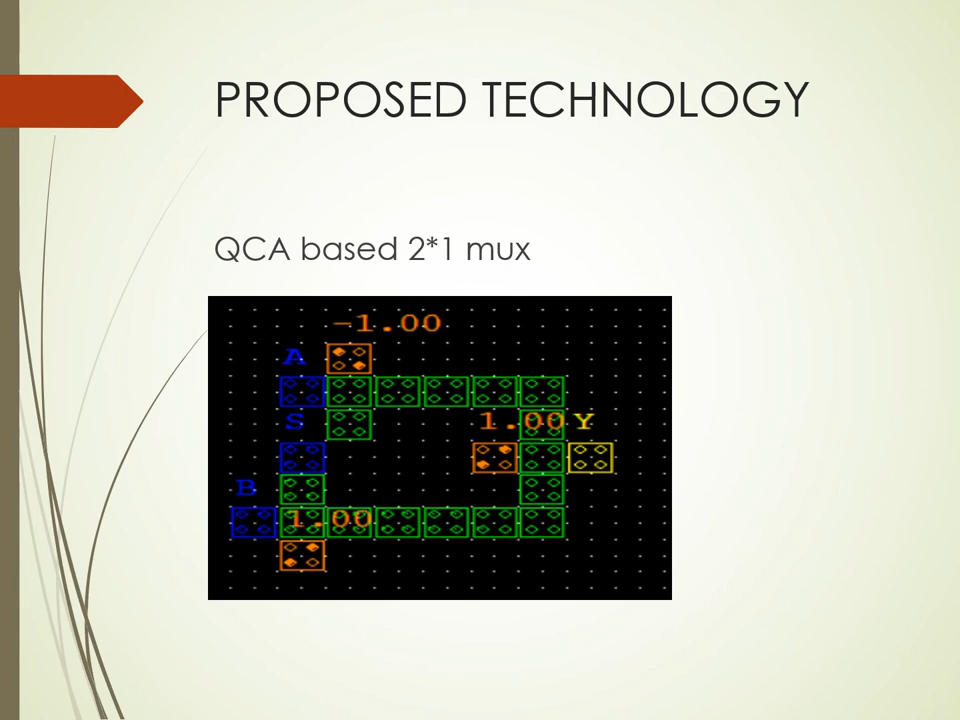 PROPOSED TECHNOLOGY
QCA based 2*1 mux
-1.00
A
S
1.00 Y
B
1.00